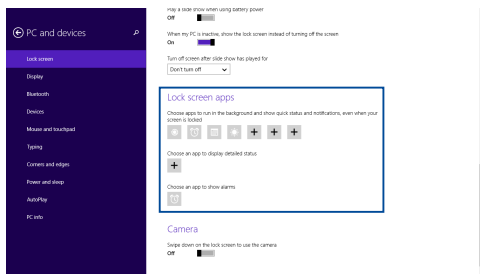 PC and devices
Lock screen
Display
Bluetooth
Devices
Mouse and touchpad
Typing
Corners and edges
Power and sleep
AutoPlay
PC info
Play a slide show when using battery power
Off
When my PC is inactive, show the lock screen instead of turning off the screen
On
Turn off screen after slide show has played for
Don't turn off
Lock screen apps
Choose apps to run in the background and show quick status and notifications, even when your
screen is locked
Choose an app to display detailed status
Choose an app to show alarms
Camera
Swipe down on the lock screen to use the camera
Off